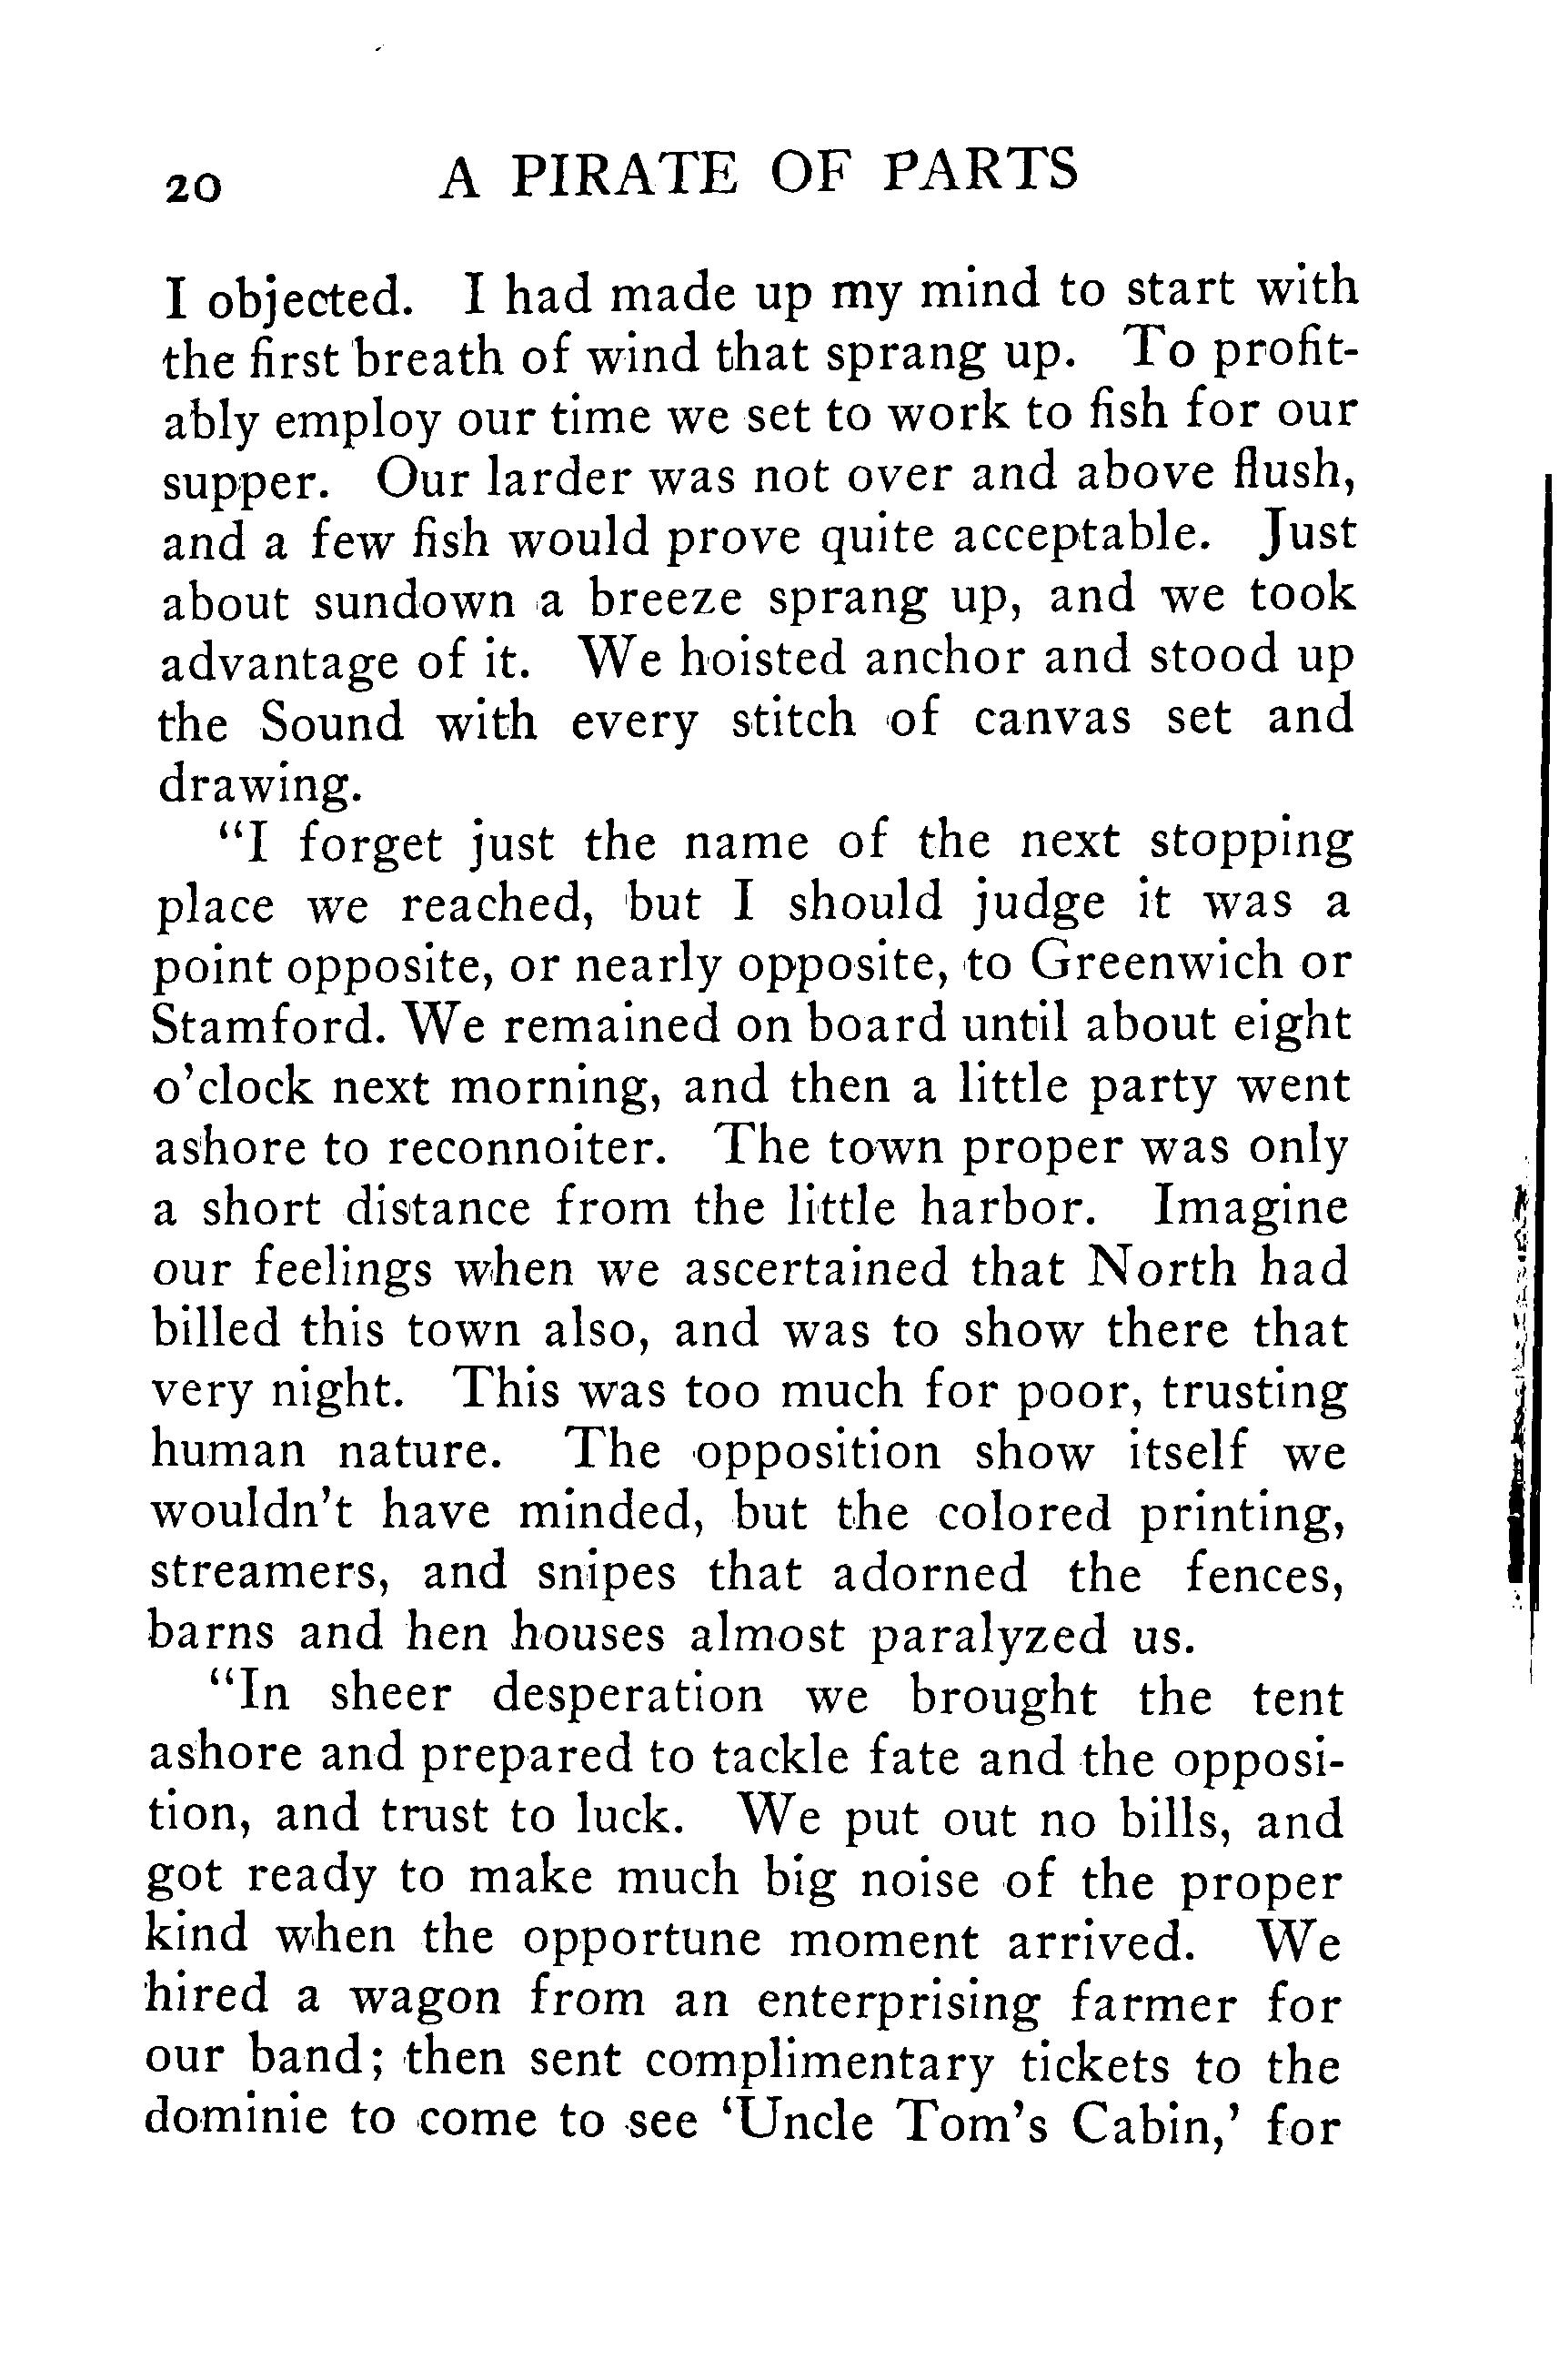 20 A PIRATE OF PARTS
I objected. I had made up my mind to start with
the first breath of wind that sprang up. To profit-
ably employ our time we set to work to fish for our
supper. Our larder was not over and above flush,
and a few fish would prove quite acceptable. Just
about sundown a breeze sprang up, and we took
advantage of it. We hoisted anchor and stood up
the Sound with every stitch of canvas set and
drawing.
“I forget just the name of the next stopping
place we reached, but I should judge it was a
point opposite, or nearly opposite, to Greenwich or
Stamford. We remained on board until about eight
o’clock next morning, and then a little party went
ashore to reconnoiter. The town proper was only
a short distance from the little harbor. Imagine
our feelings when we ascertained that North had
billed this town also, and was to show there that
very night. This was too much for poor, trusting
human nature. The opposition show itself we
wouldn’t have minded, but the colored printing,
streamers, and snipes that adorned the fences,
barns and hen houses almost paralyzed us.
“In sheer desperation we brought the tent
ashore and prepared to tackle fate and the opposi-
tion, and trust to luck. We put out no bills, and
got ready to make much big noise of the proper
kind when the opportune moment arrived. We
hired a wagon from an enterprising farmer for
our band; then sent complimentary tickets to the
dominie to come to see ‘Uncle Tom’s Cabin,’ for